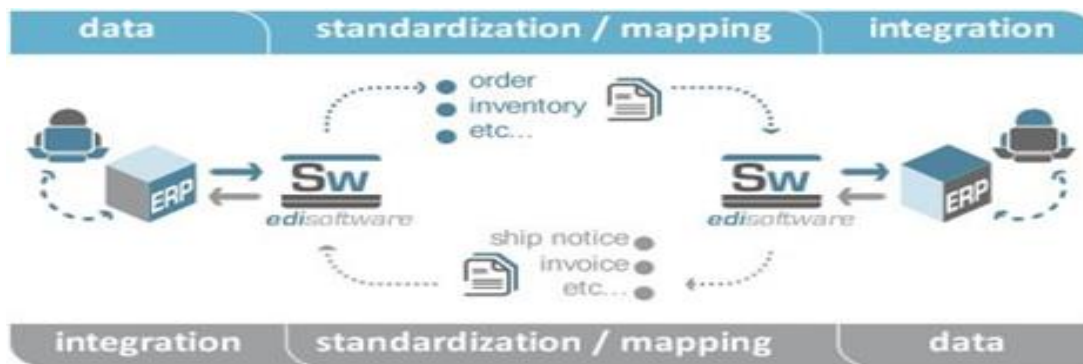 data
standardization / mapping
integration
order
inventory
etc...
ERP
Sw
edisoftware
Sw
edisoftware
ERP
ship notice
invoice
etc...
integration
standardization / mapping
data